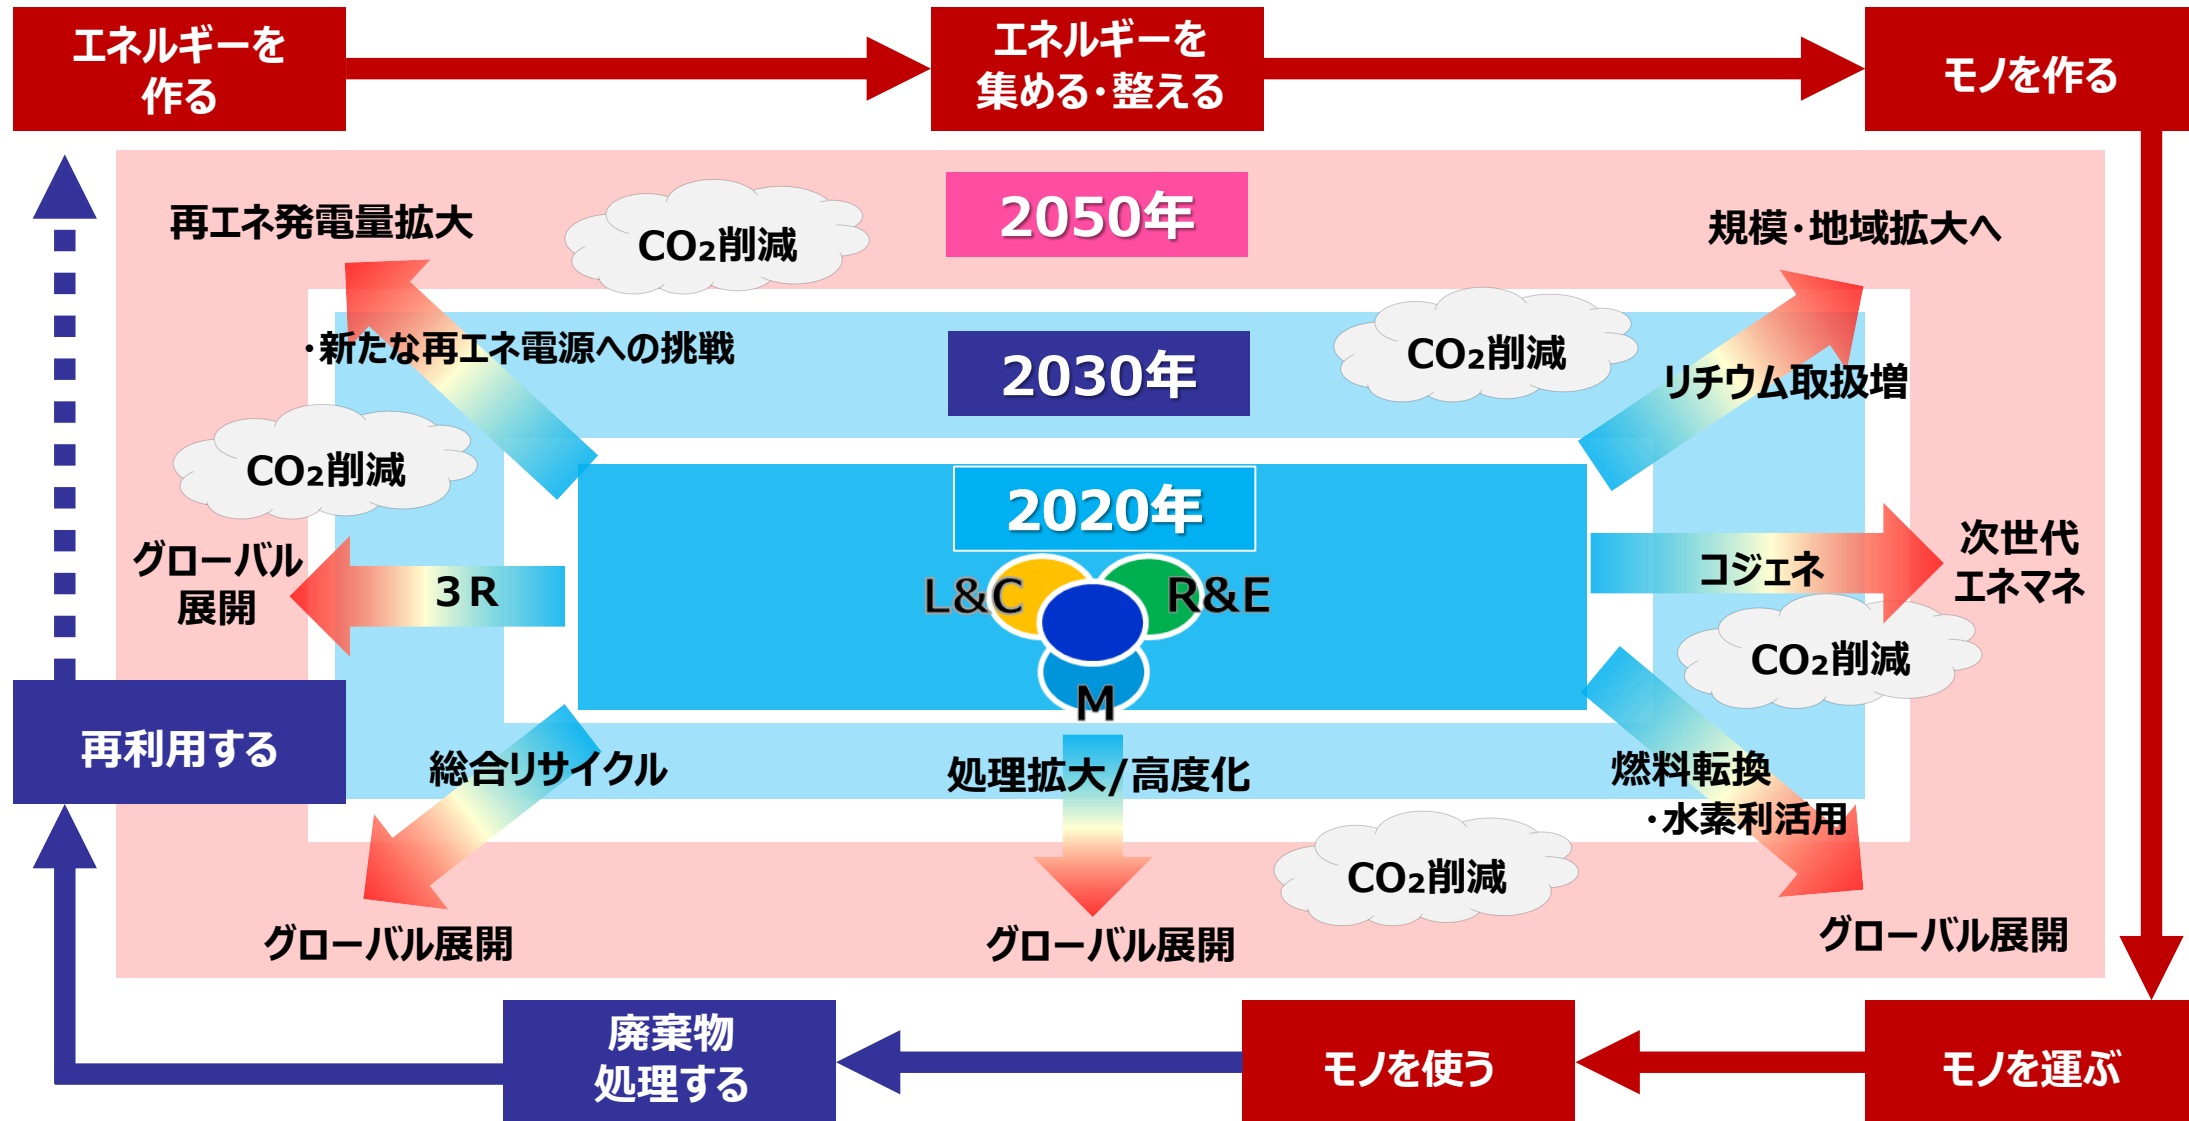 エネルギーを
作る
エネルギーを
集める・整える
モノを作る
2050年
再エネ発電量拡大
CO₂削減
規模・地域拡大へ
・新たな再エネ電源への挑戦
2030年
CO₂削減
リチウム取扱増
CO₂削減
2020年
グローバル
展開
3R
L&C
R&E
M
コジェネ
次世代
エネマネ
CO₂削減
再利用する
総合リサイクル
処理拡大/高度化
燃料転換
・水素利活用
CO₂削減
グローバル展開
グローバル展開
グローバル展開
廃棄物
処理する
モノを使う
モノを運ぶ